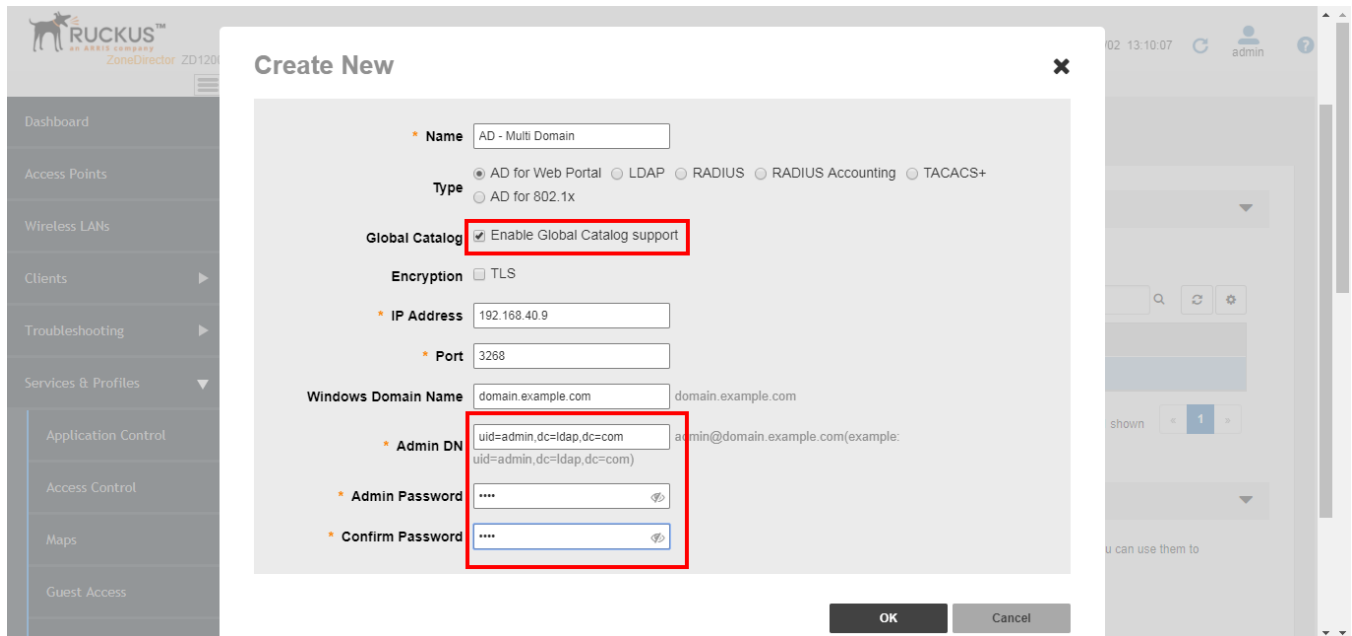 RUCKUS™
an ARRIS company
ZoneDirector ZD120
/02 13:10:07
admin
?
Dashboard
Access Points
Wireless LANs
Clients
Troubleshooting
Services & Profiles
Application Control
Access Control
Maps
Guest Access
Create New
* Name AD - Multi Domain
Type AD for Web Portal LDAP RADIUS RADIUS Accounting TACACS+
AD for 802.1x
Global Catalog Enable Global Catalog support
Encryption TLS
* IP Address 192.168.40.9
* Port 3268
Windows Domain Name domain.example.com domain.example.com
* Admin DN uid=admin,dc=ldap,dc=com admin@domain.example.com(example:
uid=admin,dc=ldap,dc=com)
* Admin Password ••••
* Confirm Password ••••
OK Cancel
shown « 1 »
u can use them to